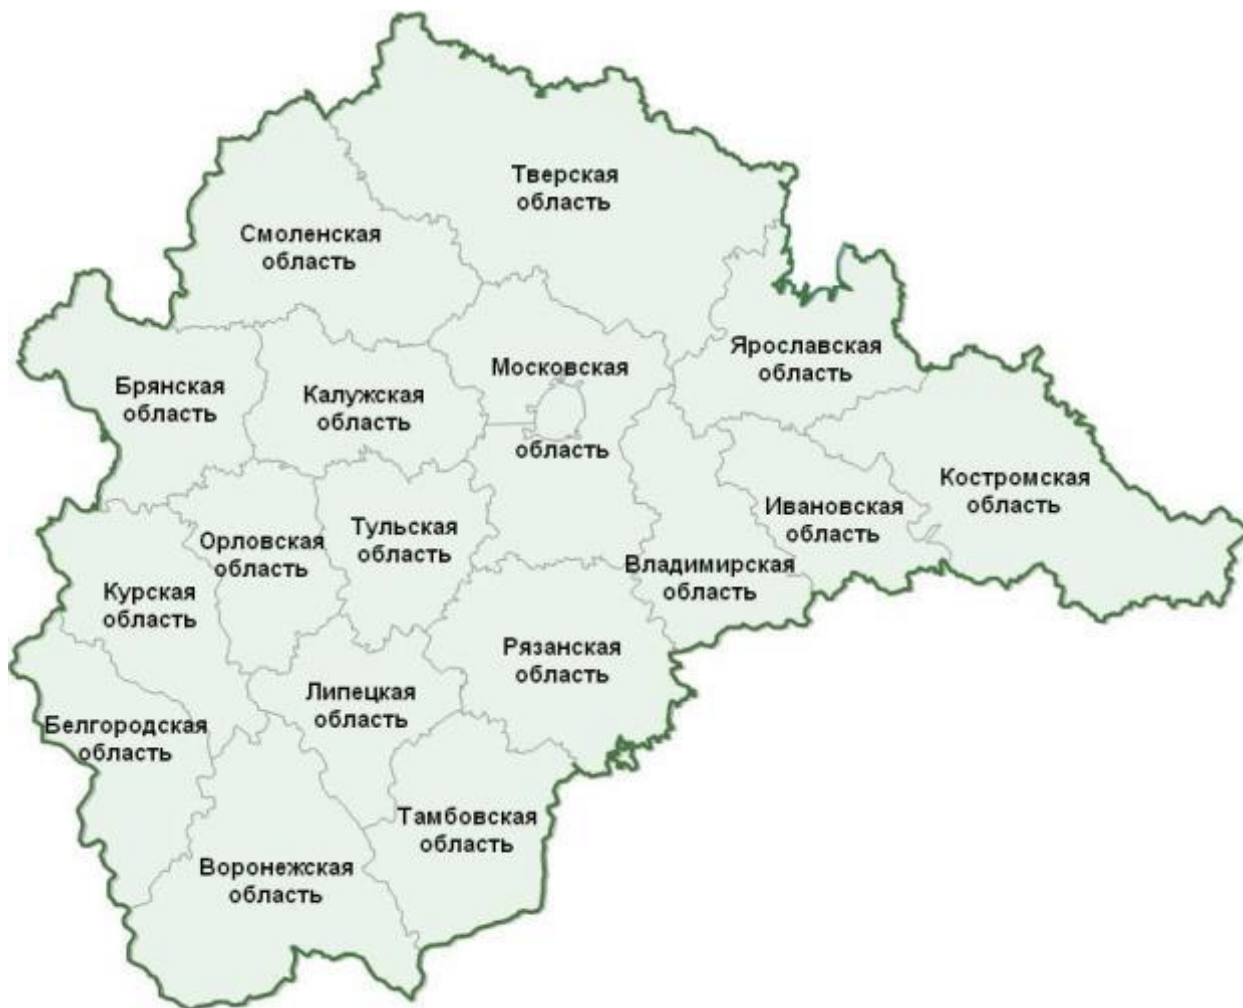 Тверская
область
Смоленская
область
Ярославская
область
Московская
область
Брянская
область
Калужская
область
Костромская
область
Ивановская
область
Орловская
область
Тульская
область
Владимирская
область
Курская
область
Рязанская
область
Липецкая
область
Белгородская
область
Тамбовская
область
Воронежская
область